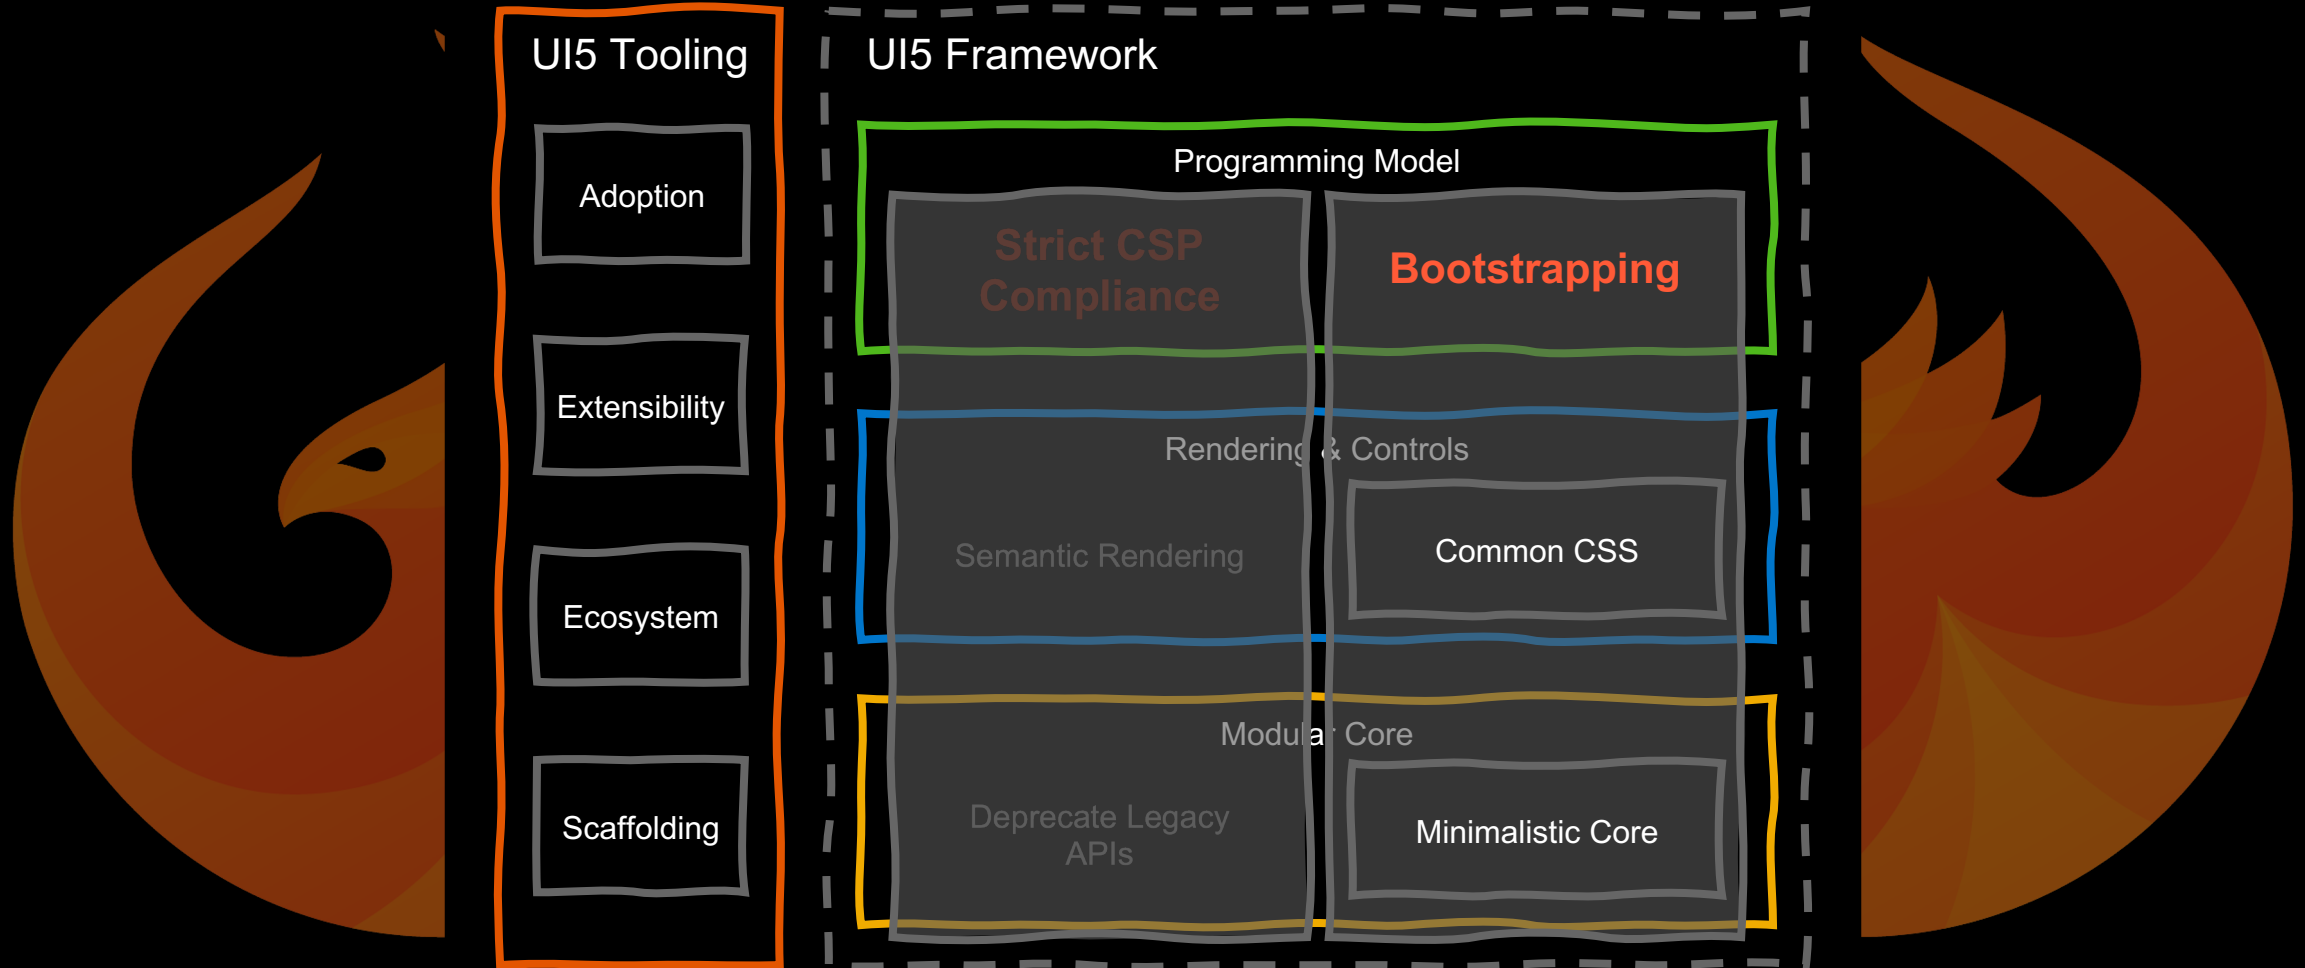 UI5 Tooling
Adoption
Extensibility
Ecosystem
Scaffolding
UI5 Framework
Programming Model
Strict CSP
Compliance
Bootstrapping
Rendering & Controls
Semantic Rendering
Common CSS
Modular Core
Deprecate Legacy
APIs
Minimalistic Core